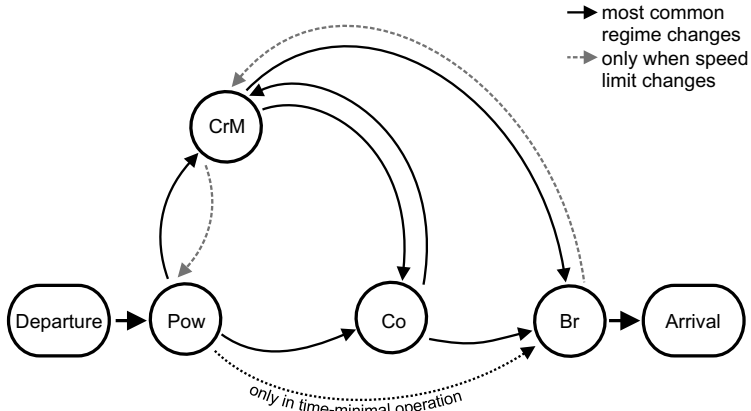 most common
regime changes
only when speed
limit changes
CrM
Departure
Pow
Co
Br
Arrival
only in time-minimal operation